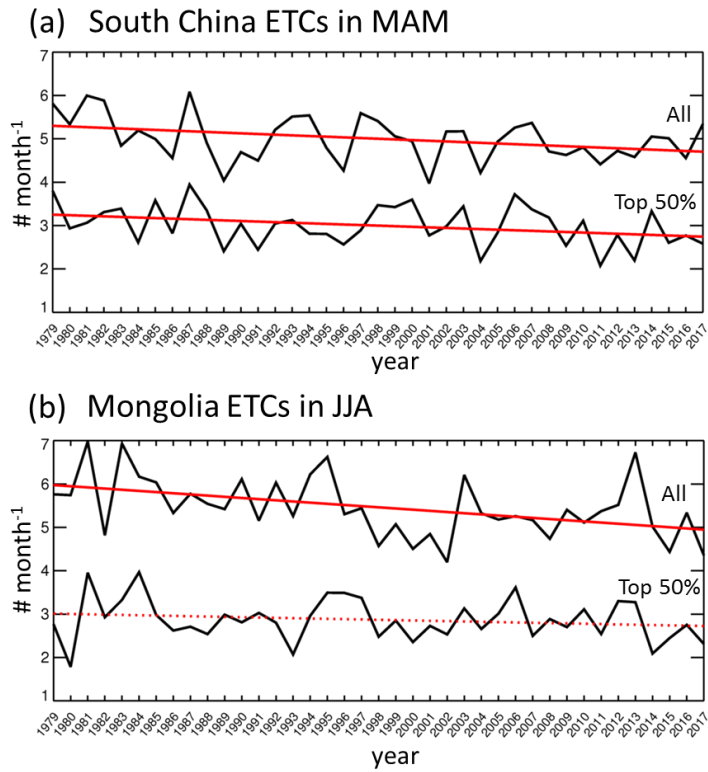 (a) South China ETCs in MAM
7
6
5
4
3
2
1
# month-1
All
Top 50%
1979 1980 1981 1982 1983 1984 1985 1986 1987 1988 1989 1990 1991 1992 1993 1994 1995 1996 1997 1998 1999 2000 2001 2002 2003 2004 2005 2006 2007 2008 2009 2010 2011 2012 2013 2014 2015 2016 2017
year
(b) Mongolia ETCs in JJA
7
6
5
4
3
2
1
# month-1
All
Top 50%
1979 1980 1981 1982 1983 1984 1985 1986 1987 1988 1989 1990 1991 1992 1993 1994 1995 1996 1997 1998 1999 2000 2001 2002 2003 2004 2005 2006 2007 2008 2009 2010 2011 2012 2013 2014 2015 2016 2017
year